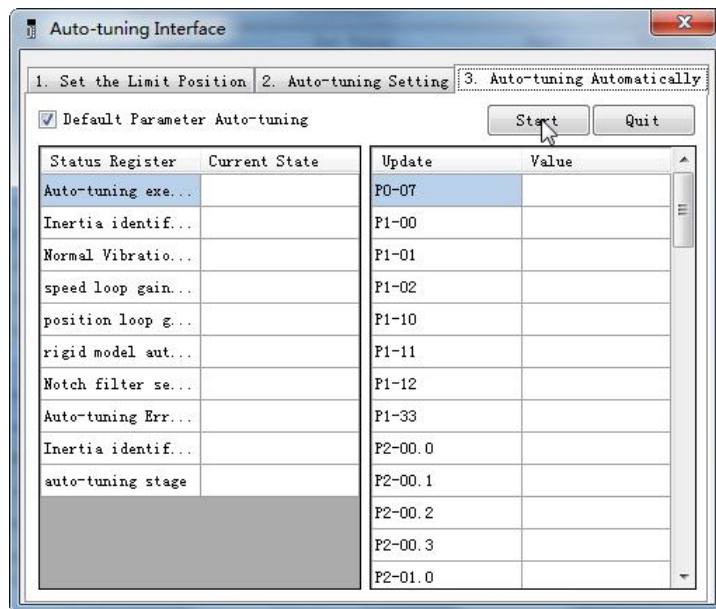 Auto-tuning Interface
1. Set the Limit Position 2. Auto-tuning Setting 3. Auto-tuning Automatically
Default Parameter Auto-tuning Start Quit
Status Register Current State Update Value
Auto-tuning exe... P0-07
Inertia identif... P1-00
Normal Vibratio... P1-01
speed loop gain... P1-02
position loop g... P1-10
rigid model aut... P1-11
Notch filter se... P1-12
Auto-tuning Err... P1-33
Inertia identif... P2-00.0
auto-tuning stage P2-00.1
P2-00.2
P2-00.3
P2-01.0